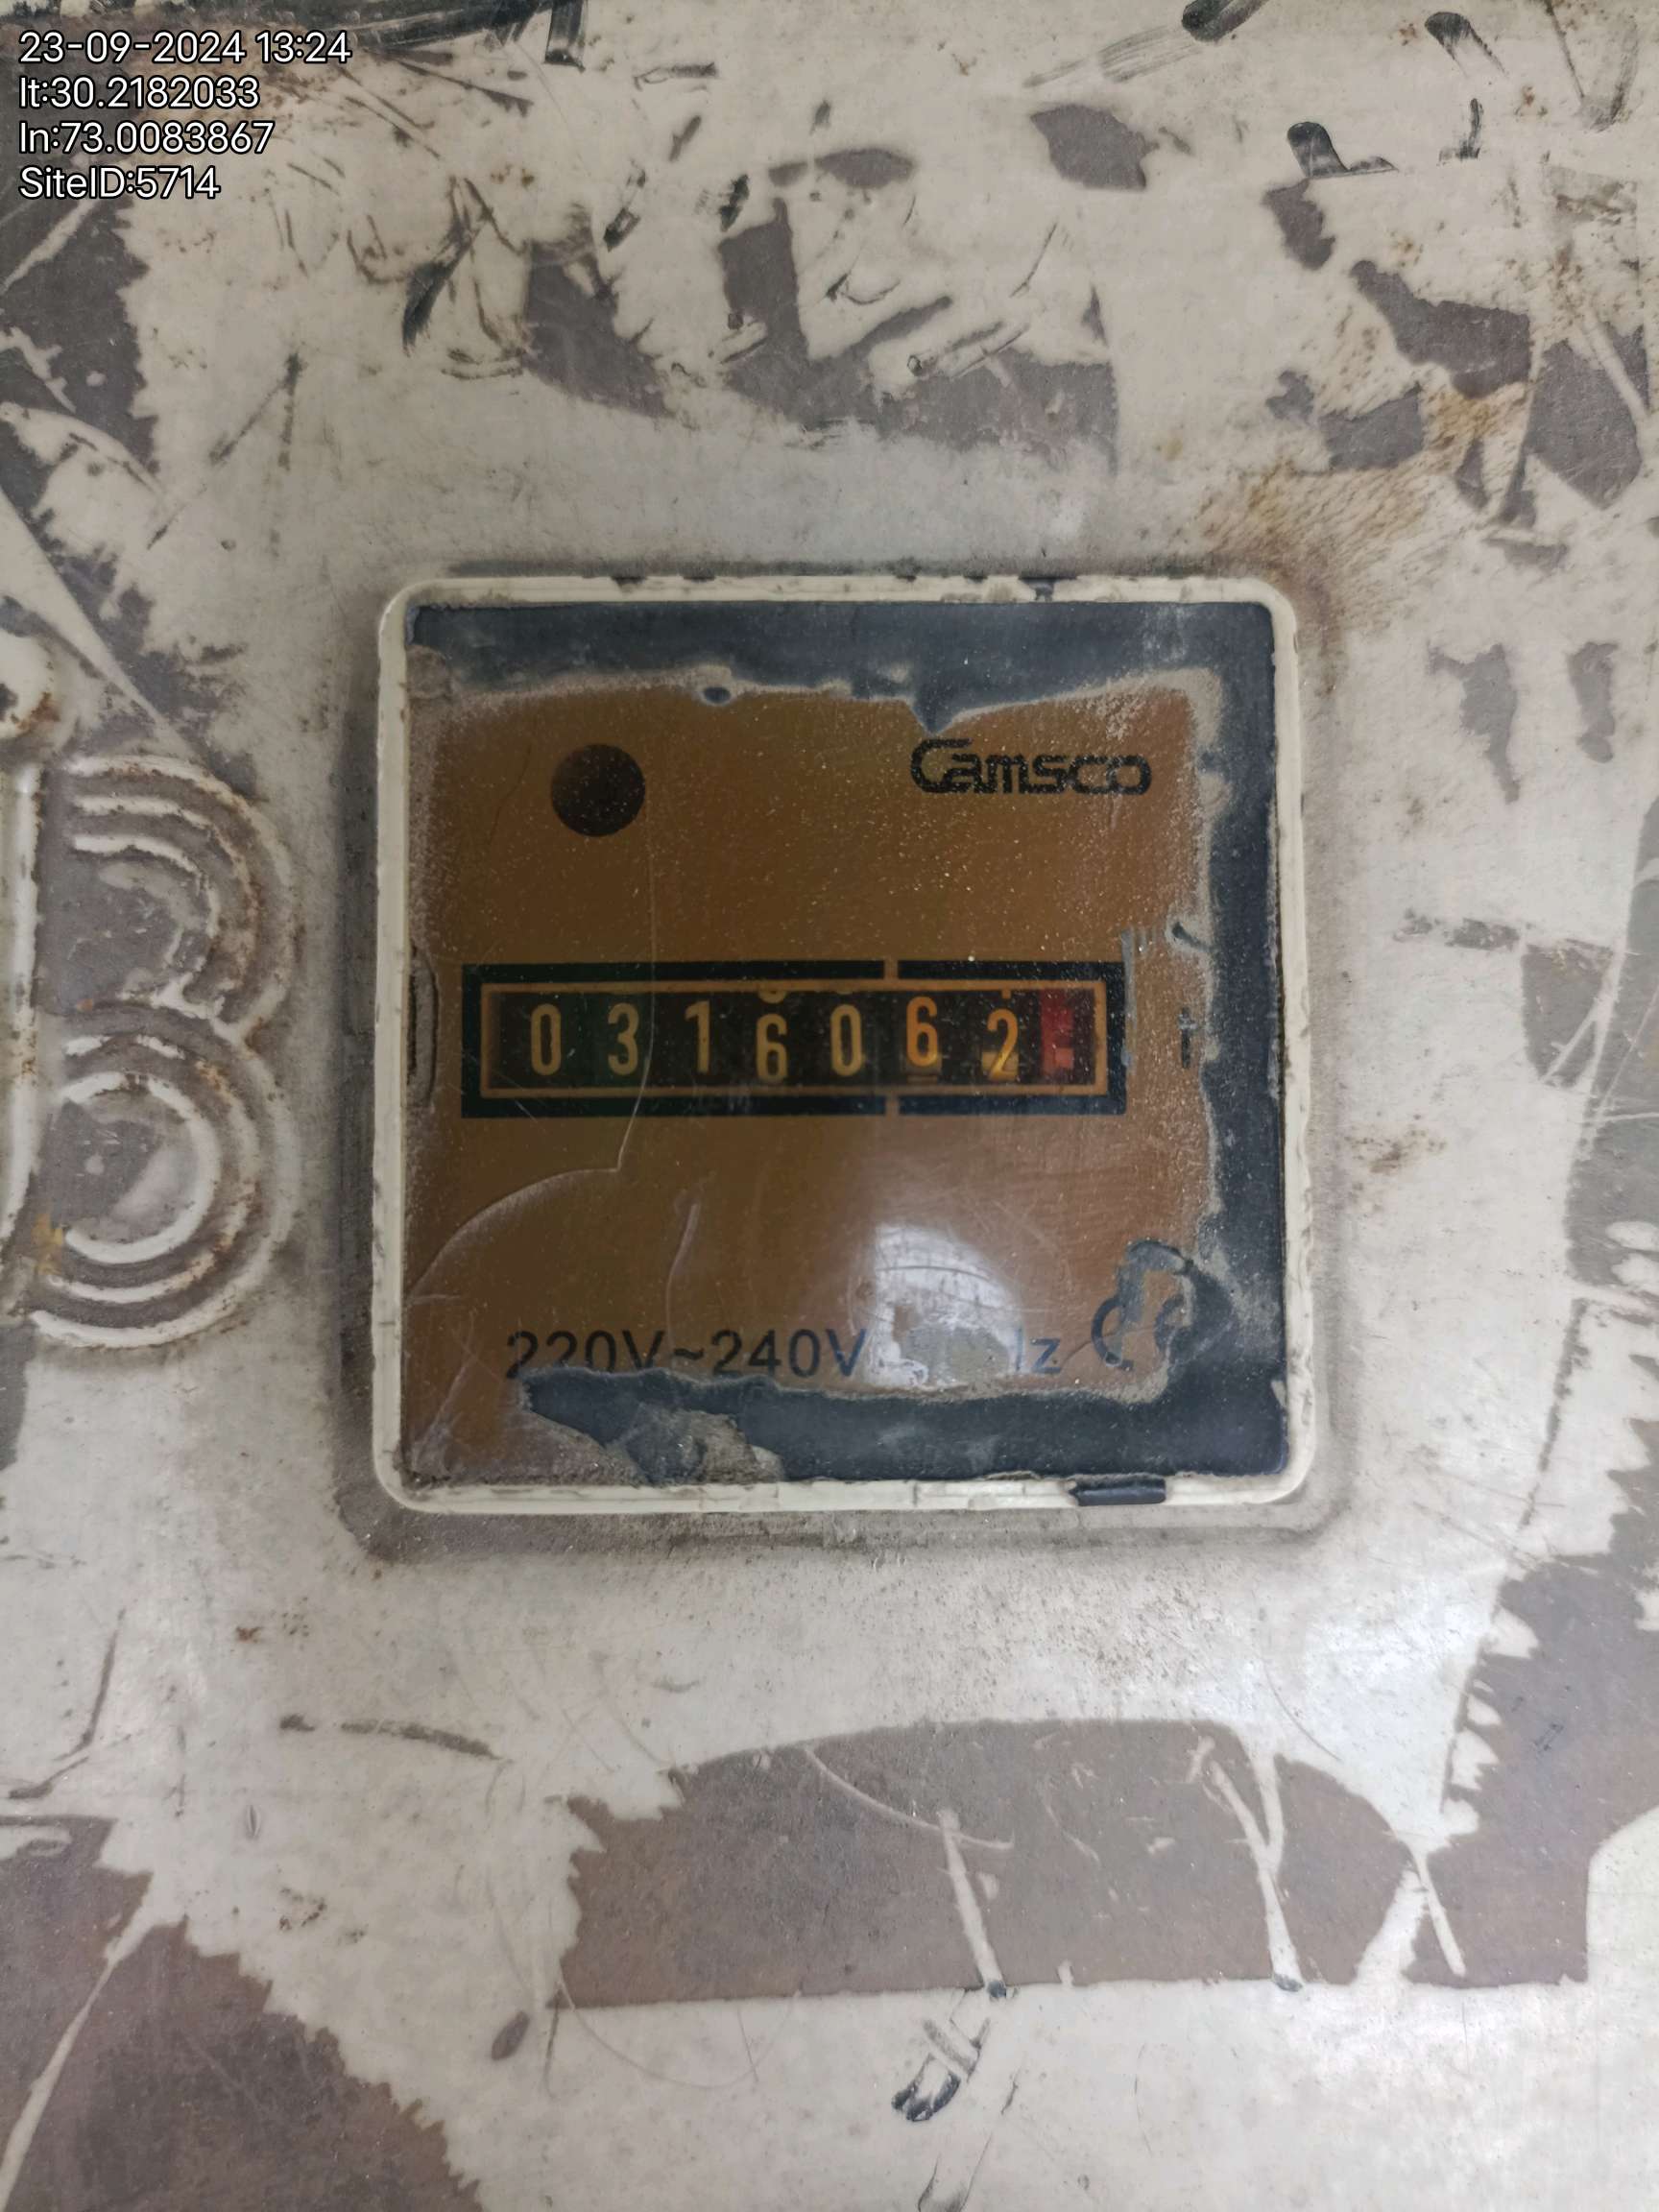 23-09-2024 13:24
lt:30.2182033
ln:73.0083867
SiteID:5714
Camsco
0316062
220V~240V